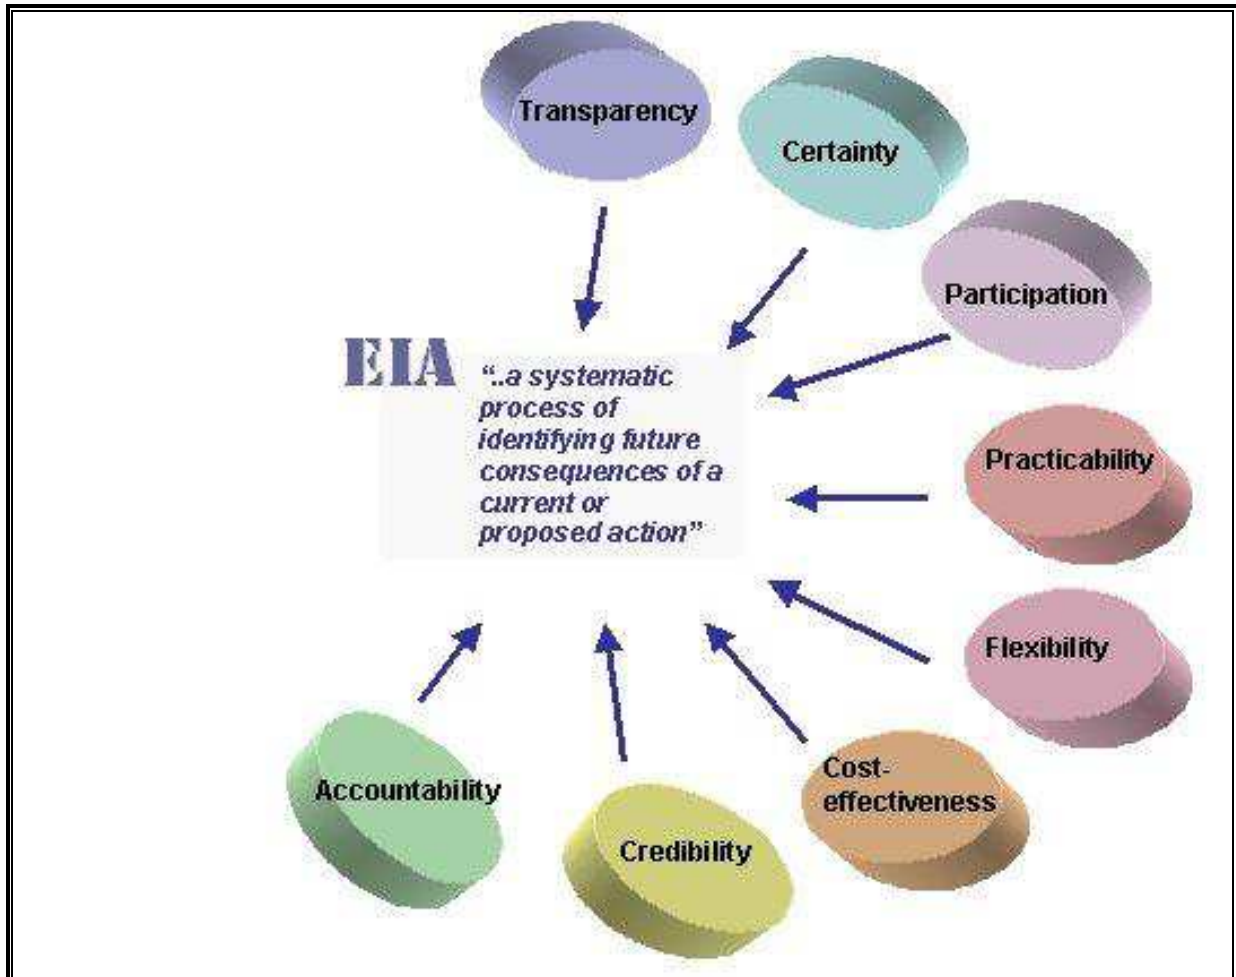 Transparency
Certainty
Participation
EIA
“..a systematic
process of
identifying future
consequences of a
current or
proposed action”
Practicability
Flexibility
Cost-
effectiveness
Credibility
Accountability